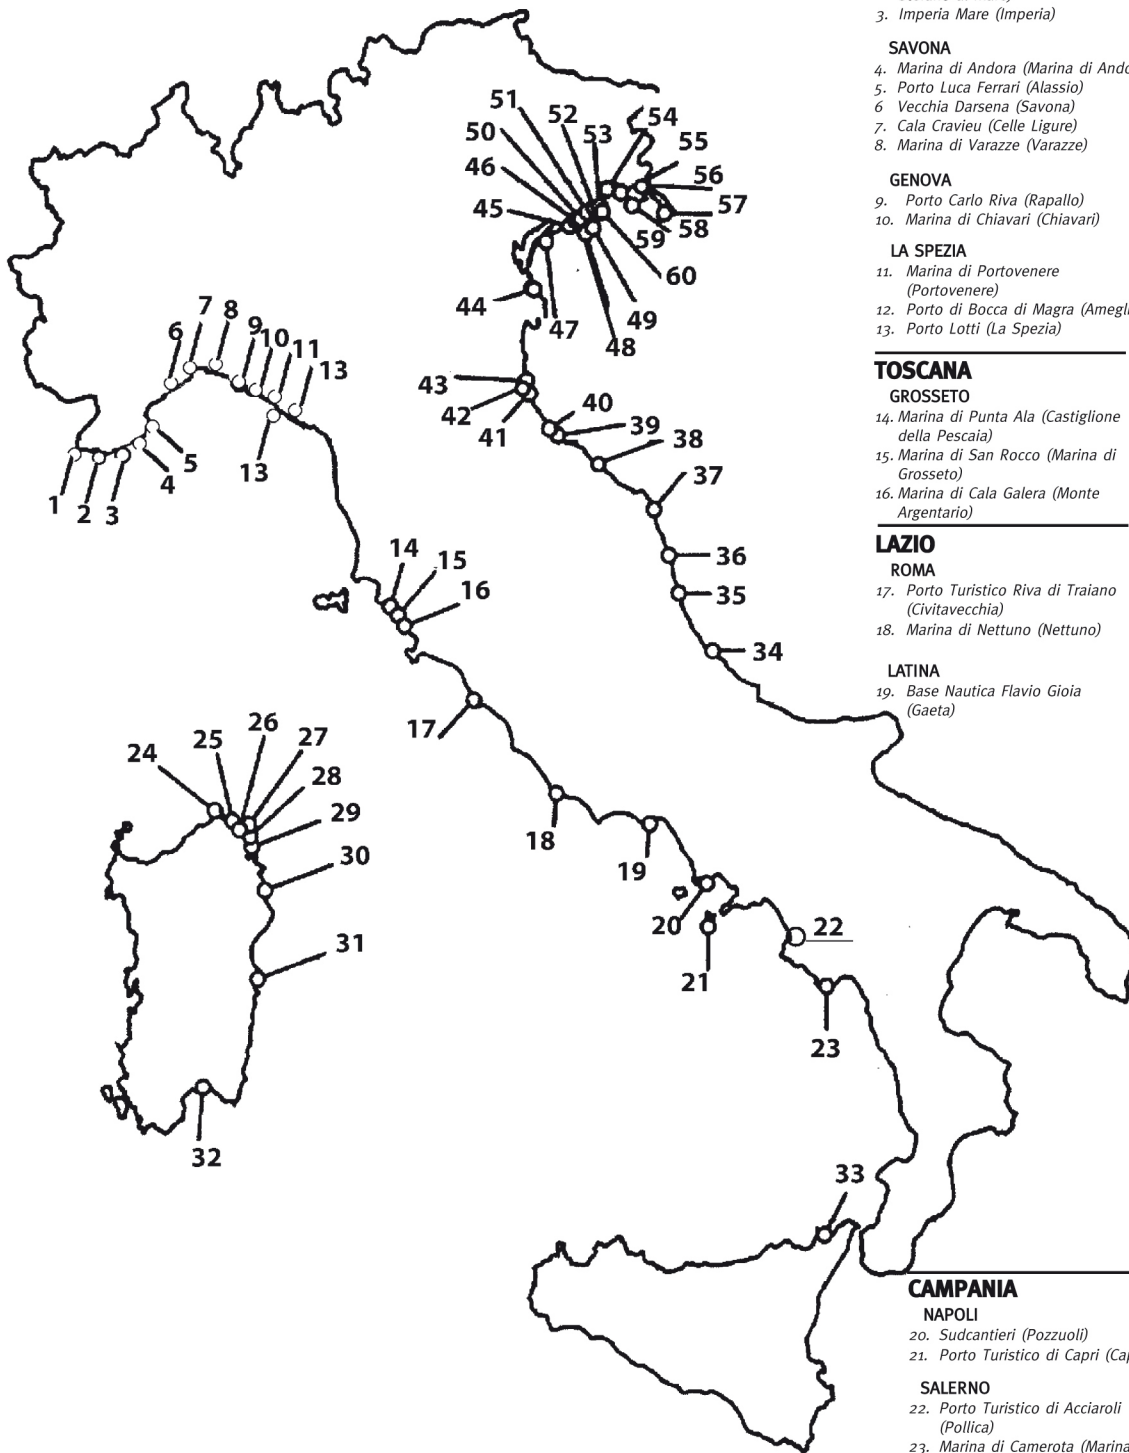 3. Imperia Mare (Imperia)
SAVONA
4. Marina di Andora (Marina di Ando
5. Porto Luca Ferrari (Alassio)
6 Vecchia Darsena (Savona)
7. Cala Cravieu (Celle Ligure)
8. Marina di Varazze (Varazze)
GENOVA
9. Porto Carlo Riva (Rapallo)
10. Marina di Chiavari (Chiavari)
LA SPEZIA
11. Marina di Portovenere
(Portovenere)
12. Porto di Bocca di Magra (Amegli
13. Porto Lotti (La Spezia)
TOSCANA
GROSSETO
14. Marina di Punta Ala (Castiglione
della Pescaia)
15. Marina di San Rocco (Marina di
Grosseto)
16. Marina di Cala Galera (Monte
Argentario)
LAZIO
ROMA
17. Porto Turistico Riva di Traiano
(Civitavecchia)
18. Marina di Nettuno (Nettuno)
LATINA
19. Base Nautica Flavio Gioia
(Gaeta)
CAMPANIA
NAPOLI
20. Sudcantieri (Pozzuoli)
21. Porto Turistico di Capri (Cap
SALERNO
22. Porto Turistico di Acciaroli
(Pollica)
23. Marina di Camerota (Marina
51
52
54
50
53
55
46
56
45
57
58
59
60
44
47
49
48
7
8
6
9
10
11
13
43
42
41
40
39
38
5
4
13
1
2
3
37
36
35
34
14
15
16
17
26
25
27
24
28
29
30
31
32
18
19
20
21
22
23
33